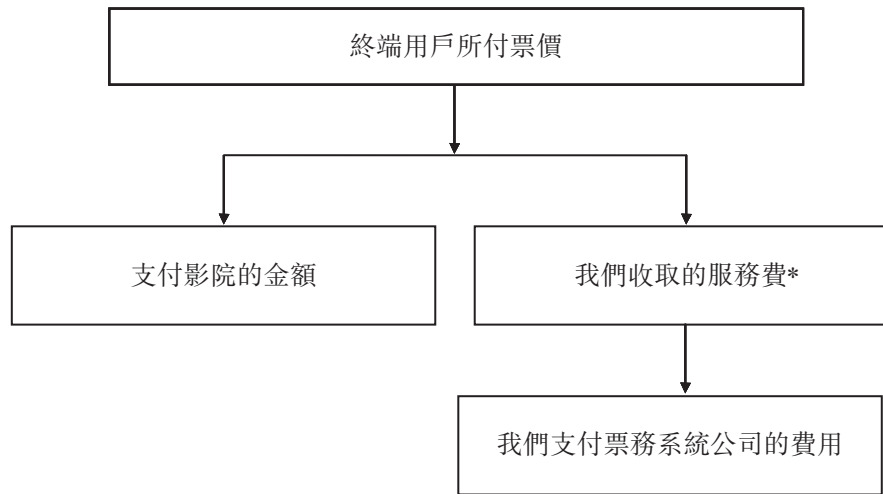 終端用戶所付票價
支付影院的金額
我們收取的服務費*
我們支付票務系統公司的費用